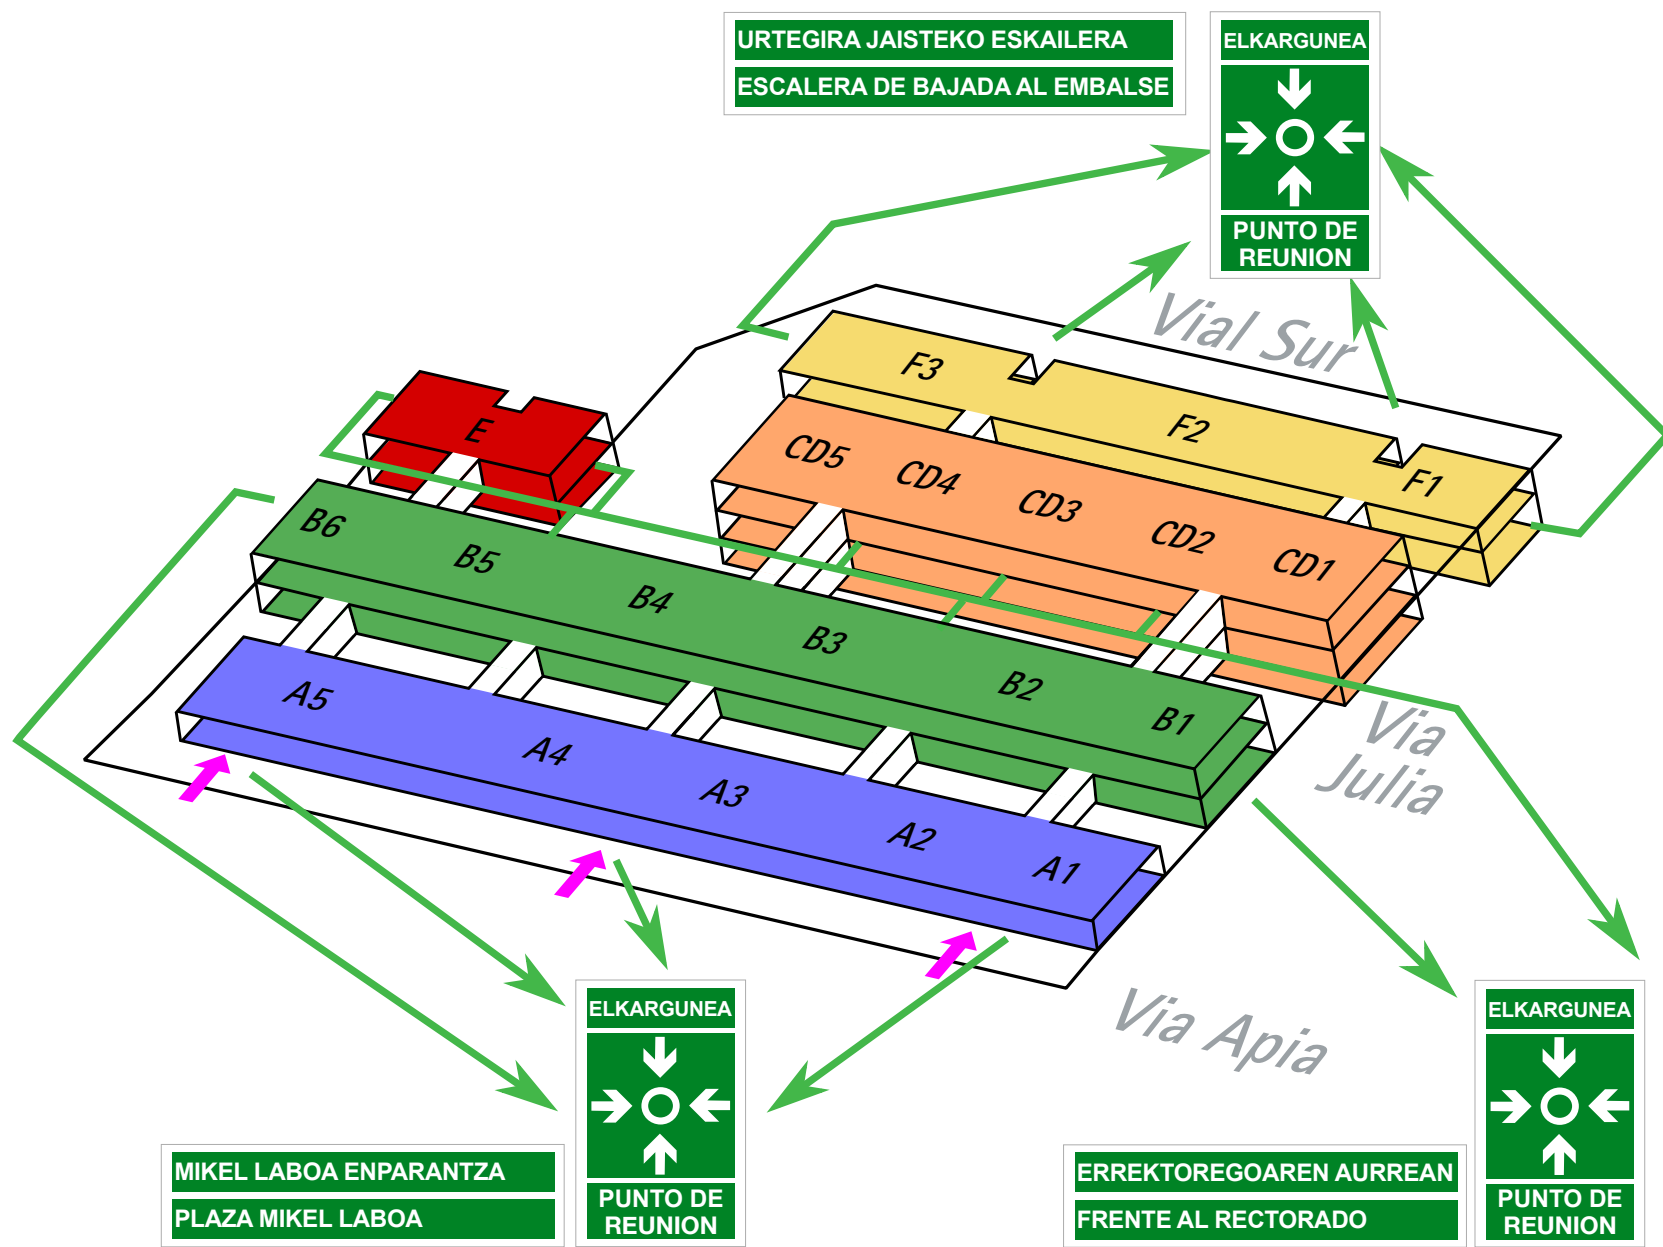 URTEGIRA JAISTEKO ESKAILERA
ESCALERA DE BAJADA AL EMBALSE
ELKARGUNEA
PUNTO DE
REUNION
Vial Sur
F3
F2
F1
E
CD5
CD4
CD3
CD2
CD1
B6
B5
B4
B3
B2
B1
A5
A4
A3
A2
A1
Via
Julia
Via Apia
ELKARGUNEA
PUNTO DE
REUNION
MIKEL LABOA ENPARANTZA
PLAZA MIKEL LABOA
ELKARGUNEA
PUNTO DE
REUNION
ERREKTOREGOAREN AURREAN
FRENTE AL RECTORADO